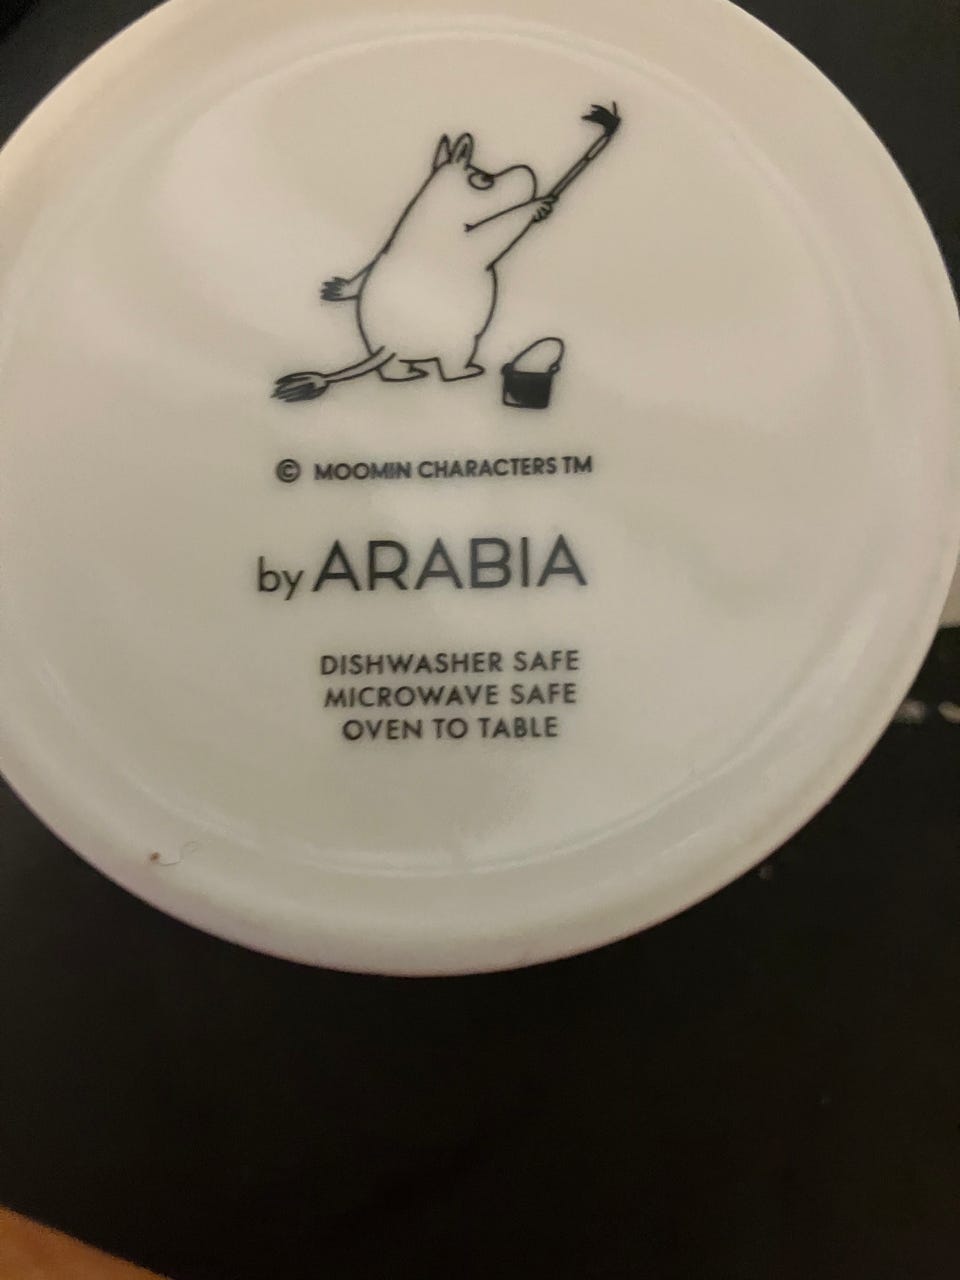 © MOOMIN CHARACTERS TM
by ARABIA
DISHWASHER SAFE
MICROWAVE SAFE
OVEN TO TABLE